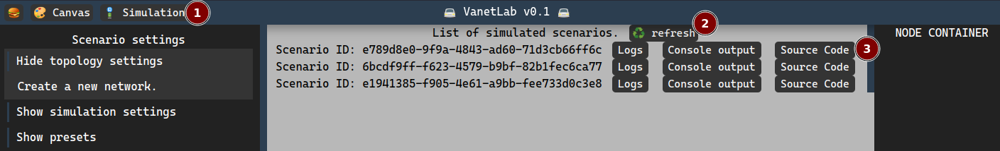 Canvas Simulation 1 VanetLab v0.1
Scenario settings
Hide topology settings
Create a new network.
Show simulation settings
Show presets
List of simulated scenarios. refresh 2
Scenario ID: e789d8e0-9f9a-4843-ad60-71d3cb66ff6c Logs Console output Source Code 3
Scenario ID: 6bcdf9ff-f623-4579-b9bf-82b1fec6ca77 Logs Console output Source Code
Scenario ID: e1941385-f905-4e61-a9bb-fee733d0c3e8 Logs Console output Source Code
NODE CONTAINER